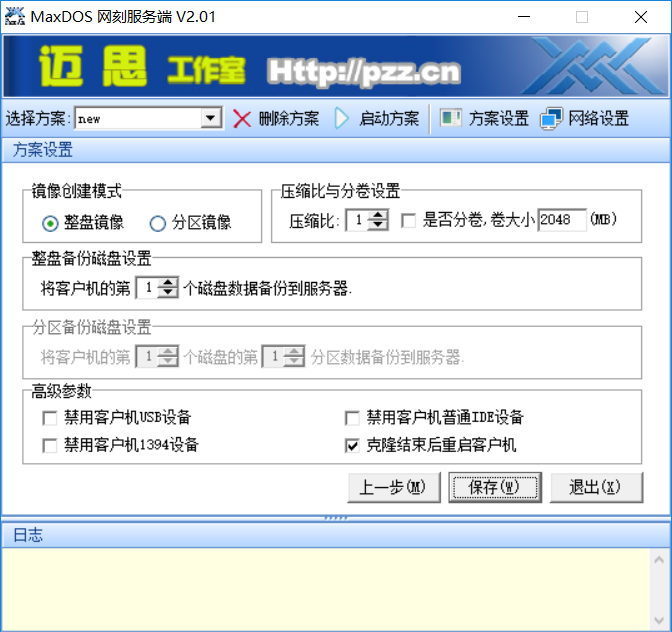 MaxDOS 网刻服务端 V2.01
迈思 工作室 Http://pzz.cn
选择方案: new 删除方案 启动方案 方案设置 网络设置
方案设置
镜像创建模式 压缩比与分卷设置
整盘镜像 分区镜像 压缩比: 1 是否分卷,卷大小 2048 (MB)
整盘备份磁盘设置
将客户机的第 1 个磁盘数据备份到服务器.
分区备份磁盘设置
将客户机的第 1 个磁盘的第 1 分区数据备份到服务器.
高级参数
禁用客户机USB设备 禁用客户机普通IDE设备
禁用客户机1394设备 克隆结束后重启客户机
上一步(M) 保存(W) 退出(X)
日志